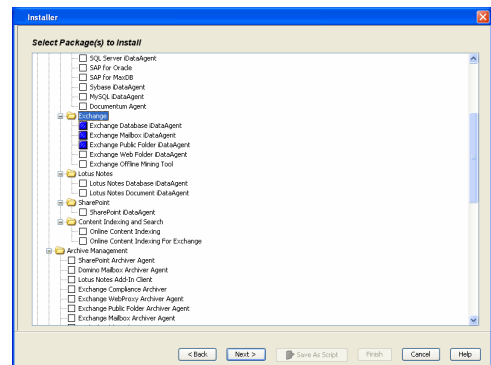 Installer
Select Package(s) to Install
SQL Server iDataAgent
SAP for Oracle
SAP for MaxDB
Sybase iDataAgent
MySQL iDataAgent
Documentum Agent
Exchange
Exchange Database iDataAgent
Exchange Mailbox iDataAgent
Exchange Public Folder iDataAgent
Exchange Web Folder iDataAgent
Exchange Offline Mining Tool
Lotus Notes
Lotus Notes Database iDataAgent
Lotus Notes Document iDataAgent
SharePoint
SharePoint iDataAgent
Content Indexing and Search
Online Content Indexing
Online Content Indexing For Exchange
Archive Management
SharePoint Archiver Agent
Domino Mailbox Archiver Agent
Lotus Notes Add-In Client
Exchange Compliance Archiver
Exchange WebProxy Archiver Agent
Exchange Public Folder Archiver Agent
Exchange Mailbox Archiver Agent
< Back Next > Save As Script Finish Cancel Help